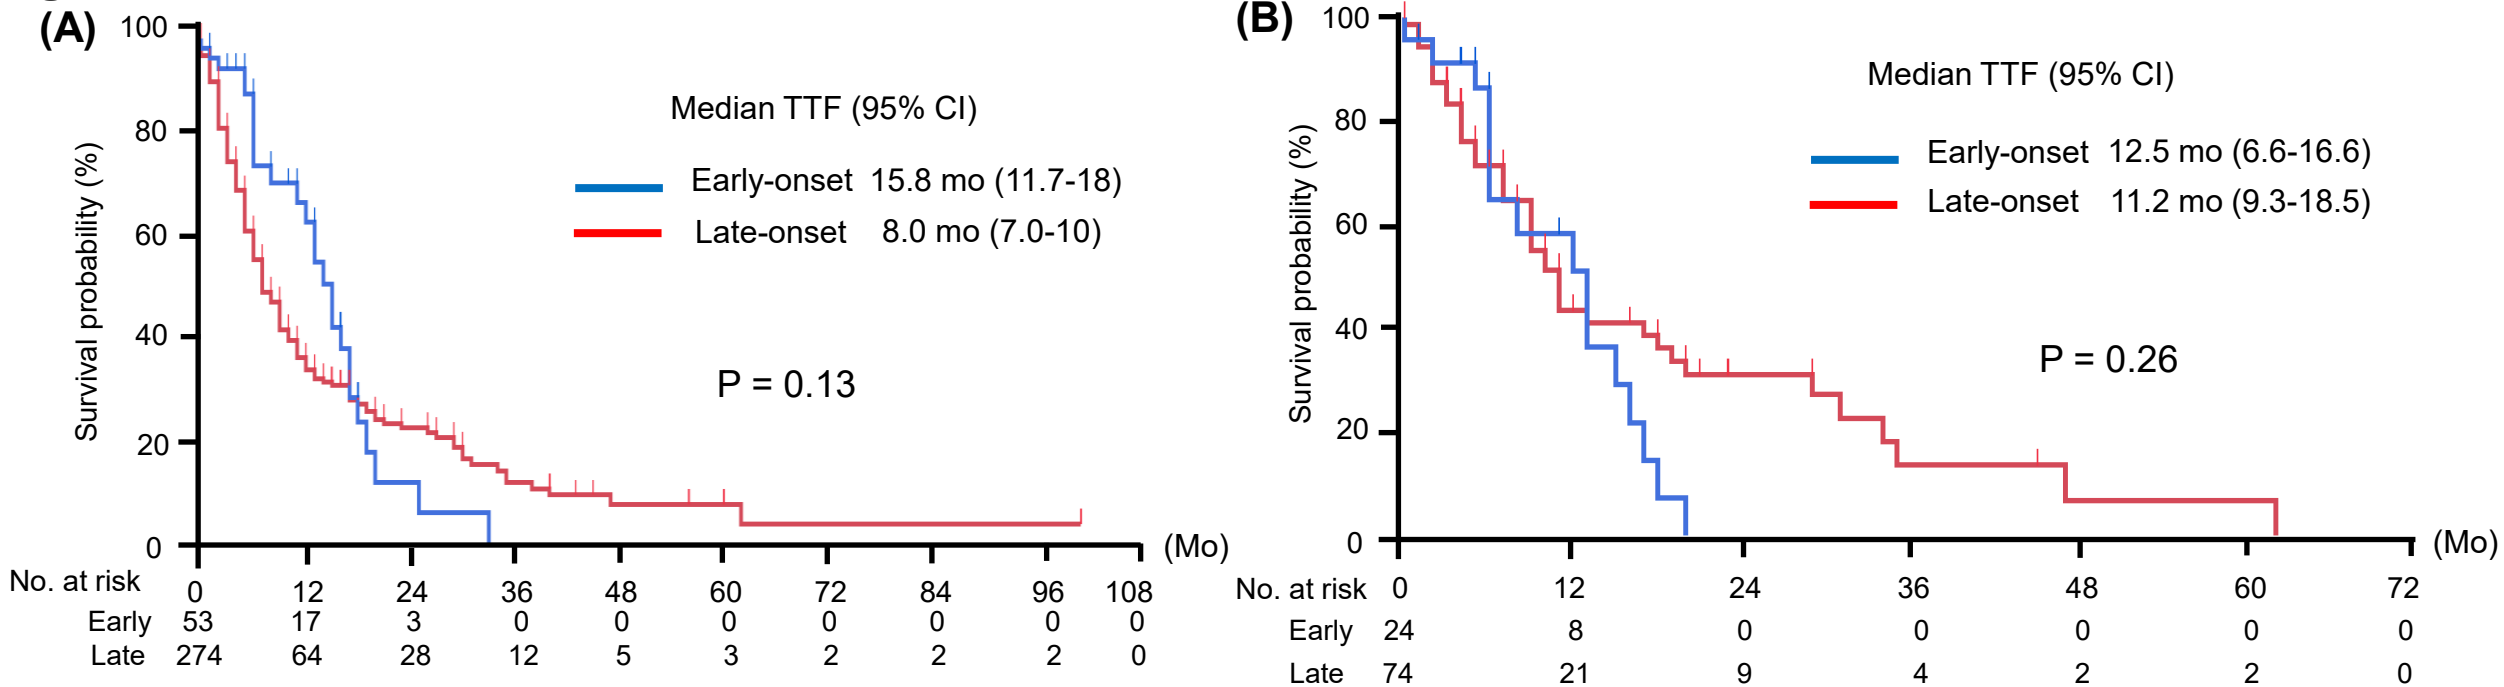 (A)
Survival probability (%)
100
80
60
40
20
0
Median TTF (95% CI)
Early-onset 15.8 mo (11.7-18)
Late-onset 8.0 mo (7.0-10)
P = 0.13
(Mo)
No. at risk 0 12 24 36 48 60 72 84 96 108
Early 53 17 3 0 0 0 0 0 0 0
Late 274 64 28 12 5 3 2 2 2 0
(B)
Survival probability (%)
100
80
60
40
20
0
Median TTF (95% CI)
Early-onset 12.5 mo (6.6-16.6)
Late-onset 11.2 mo (9.3-18.5)
P = 0.26
(Mo)
No. at risk 0 12 24 36 48 60 72
Early 24 8 0 0 0 0 0
Late 74 21 9 4 2 2 0